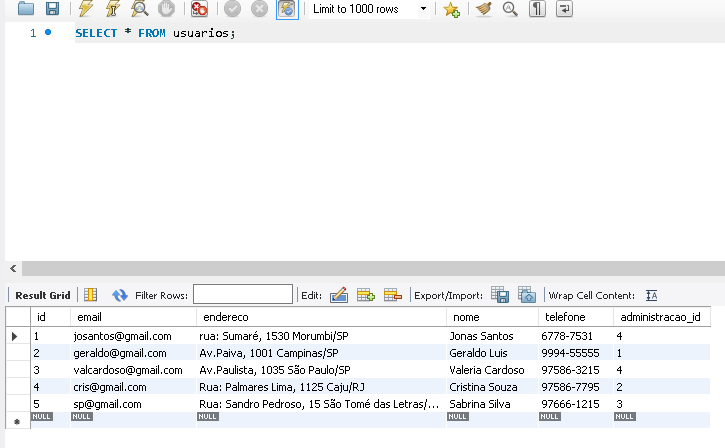 Limit to 1000 rows
1 SELECT * FROM usuarios;
Result Grid Filter Rows: Edit: Export/Import: Wrap Cell Content:
id email endereco nome telefone administracao_id
1 josantos@gmail.com rua: Sumaré, 1530 Morumbi/SP Jonas Santos 6778-7531 4
2 geraldo@gmail.com Av.Paiva, 1001 Campinas/SP Geraldo Luis 9994-55555 1
3 valcardoso@gmail.com Av.Paulista, 1035 São Paulo/SP Valeria Cardoso 97586-3215 4
4 cris@gmail.com Rua: Palmares Lima, 1125 Caju/RJ Cristina Souza 97586-7795 2
5 sp@gmail.com Rua: Sandro Pedroso, 15 São Tomé das Letras/... Sabrina Silva 97666-1215 3
NULL NULL NULL NULL NULL NULL